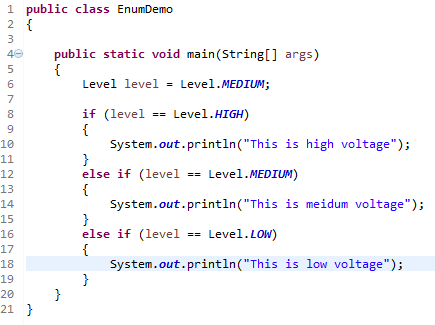 1 public class EnumDemo
2 {
3
4 public static void main(String[] args)
5 {
6 Level level = Level.MEDIUM;
7
8 if (level == Level.HIGH)
9 {
10 System.out.println("This is high voltage");
11 }
12 else if (level == Level.MEDIUM)
13 {
14 System.out.println("This is meidum voltage");
15 }
16 else if (level == Level.LOW)
17 {
18 System.out.println("This is low voltage");
19 }
20 }
21 }